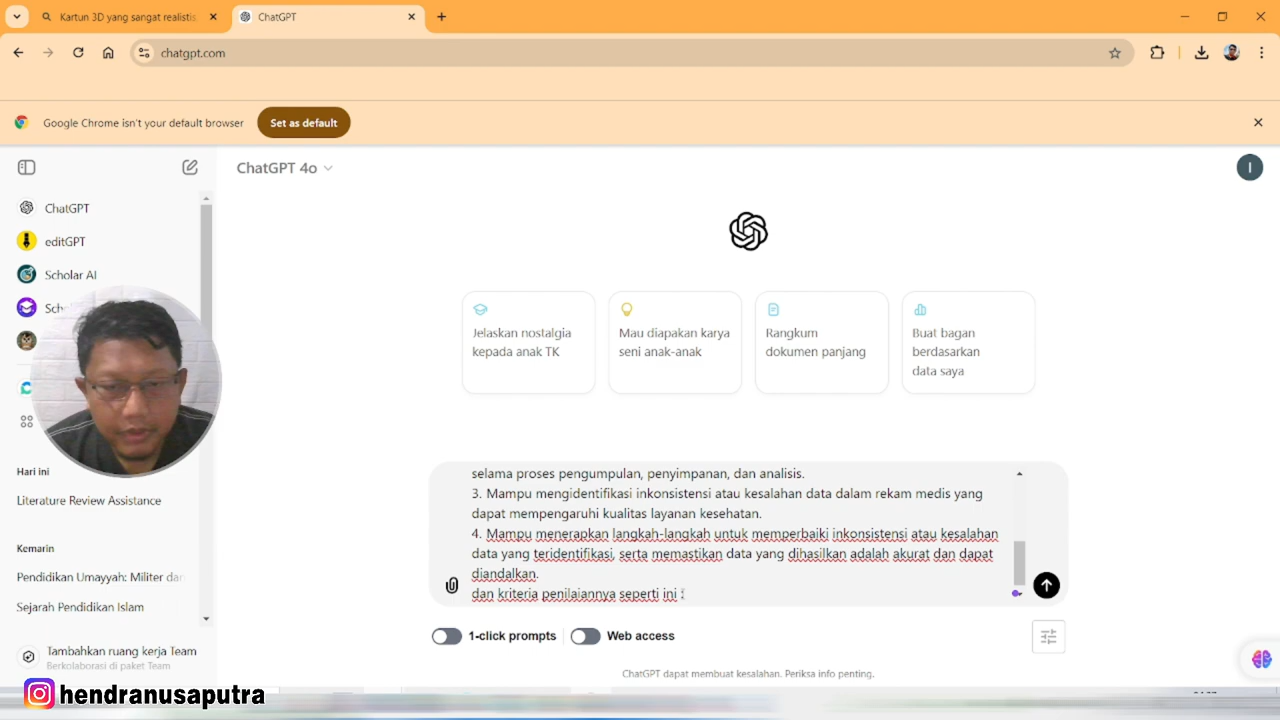 Kartun 3D yang sangat realistis
ChatGPT
chatgpt.com
Google Chrome isn't your default browser
Set as default
ChatGPT
editGPT
Scholar AI
ChatGPT 4o
I
Jelaskan nostalgia
kepada anak TK
Mau diapakan karya
seni anak-anak
Rangkum
dokumen panjang
Buat bagan
berdasarkan
data saya
Hari ini
Literature Review Assistance
Kemarin
Pendidikan Umayyah: Militer dan
Sejarah Pendidikan Islam
Tambahkan ruang kerja Team
Berkolaborasi di paket Team
selama proses pengumpulan, penyimpanan, dan analisis.
3. Mampu mengidentifikasi inkonsistensi atau kesalahan data dalam rekam medis yang
dapat mempengaruhi kualitas layanan kesehatan.
4. Mampu menerapkan langkah-langkah untuk memperbaiki inkonsistensi atau kesalahan
data yang teridentifikasi, serta memastikan data yang dihasilkan adalah akurat dan dapat
diandalkan.
dan kriteria penilaiannya seperti ini :
1-click prompts
Web access
ChatGPT dapat membuat kesalahan. Periksa info penting.
hendranusaputra